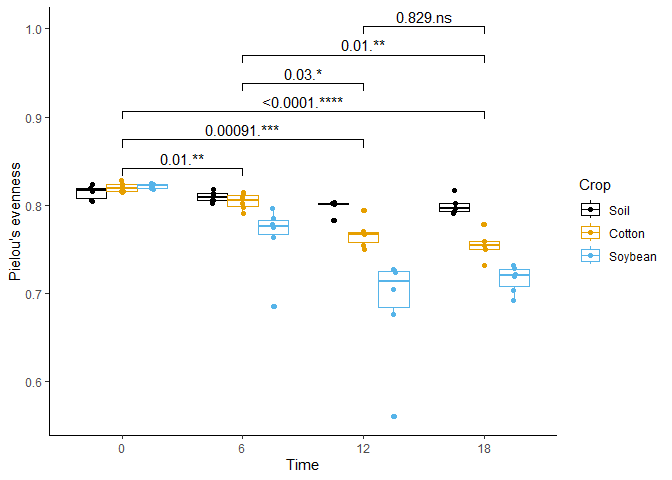 0.829.ns
0.01.**
0.03.*
<0.0001.****
0.00091.***
0.01.**
1.0
0.9
0.8
0.7
0.6
Pielou's evenness
0
6
12
18
Time
Crop
Soil
Cotton
Soybean